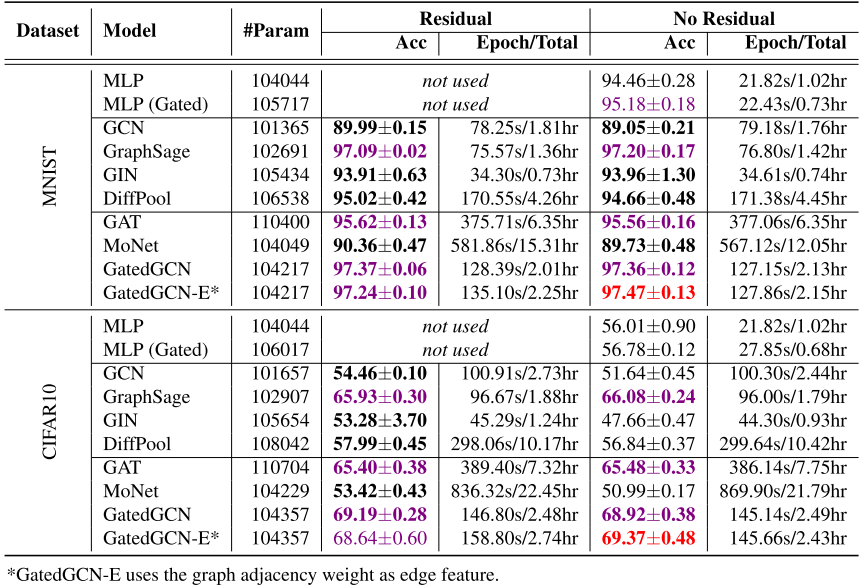 Dataset Model #Param Residual No Residual
Acc Epoch/Total Acc Epoch/Total
MNIST
MLP 104044 not used 94.46±0.28 21.82s/1.02hr
MLP (Gated) 105717 not used 95.18±0.18 22.43s/0.73hr
GCN 101365 89.99±0.15 78.25s/1.81hr 89.05±0.21 79.18s/1.76hr
GraphSage 102691 97.09±0.02 75.57s/1.36hr 97.20±0.17 76.80s/1.42hr
GIN 105434 93.91±0.63 34.30s/0.73hr 93.96±1.30 34.61s/0.74hr
DiffPool 106538 95.02±0.42 170.55s/4.26hr 94.66±0.48 171.38s/4.45hr
GAT 110400 95.62±0.13 375.71s/6.35hr 95.56±0.16 377.06s/6.35hr
MoNet 104049 90.36±0.47 581.86s/15.31hr 89.73±0.48 567.12s/12.05hr
GatedGCN 104217 97.37±0.06 128.39s/2.01hr 97.36±0.12 127.15s/2.13hr
GatedGCN-E* 104217 97.24±0.10 135.10s/2.25hr 97.47±0.13 127.86s/2.15hr
CIFAR10
MLP 104044 not used 56.01±0.90 21.82s/1.02hr
MLP (Gated) 106017 not used 56.78±0.12 27.85s/0.68hr
GCN 101657 54.46±0.10 100.91s/2.73hr 51.64±0.45 100.30s/2.44hr
GraphSage 102907 65.93±0.30 96.67s/1.88hr 66.08±0.24 96.00s/1.79hr
GIN 105654 53.28±3.70 45.29s/1.24hr 47.66±0.47 44.30s/0.93hr
DiffPool 108042 57.99±0.45 298.06s/10.17hr 56.84±0.37 299.64s/10.42hr
GAT 110704 65.40±0.38 389.40s/7.32hr 65.48±0.33 386.14s/7.75hr
MoNet 104229 53.42±0.43 836.32s/22.45hr 50.99±0.17 869.90s/21.79hr
GatedGCN 104357 69.19±0.28 146.80s/2.48hr 68.92±0.38 145.14s/2.49hr
GatedGCN-E* 104357 68.64±0.60 158.80s/2.74hr 69.37±0.48 145.66s/2.43hr
*GatedGCN-E uses the graph adjacency weight as edge feature.